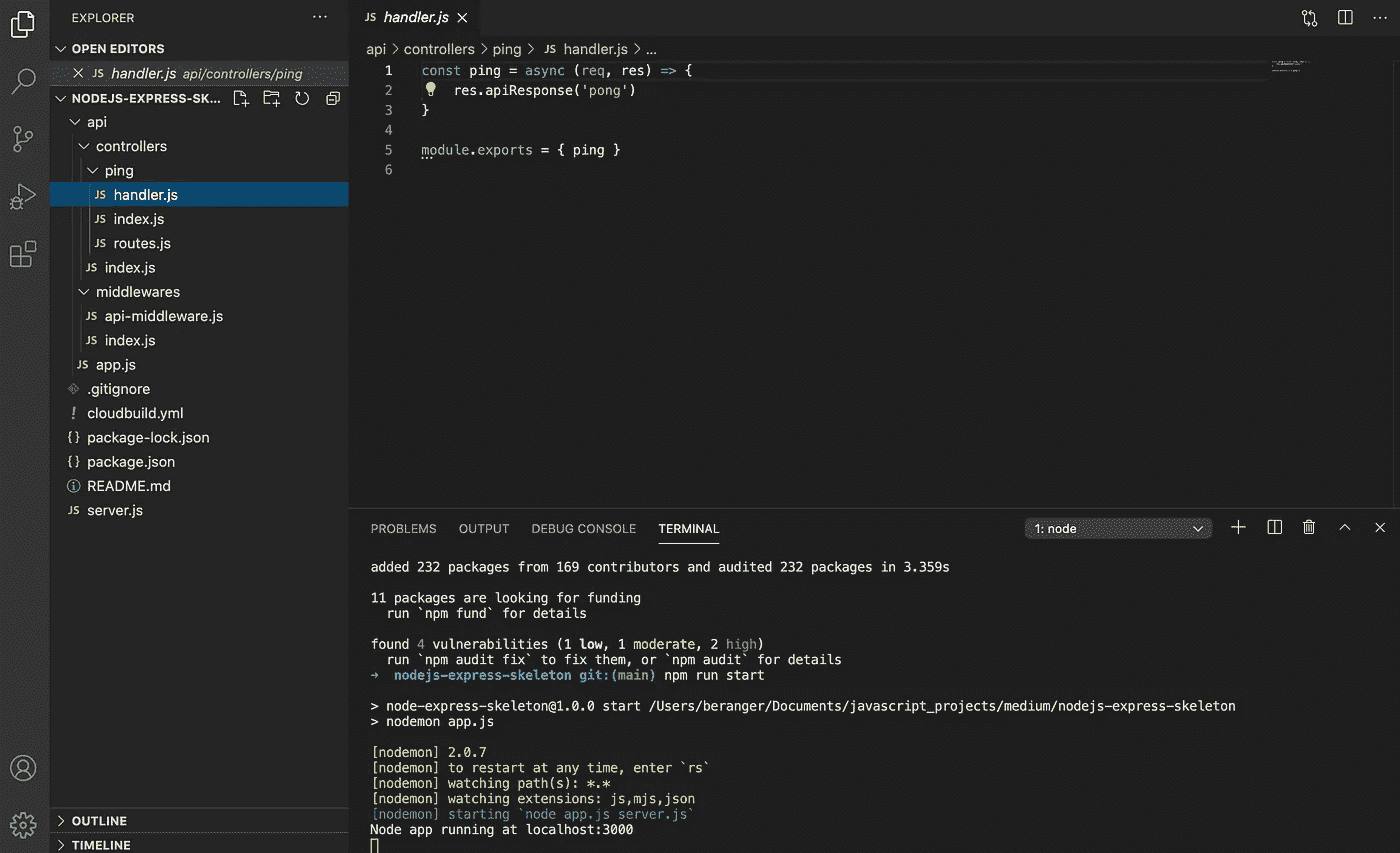 EXPLORER
OPEN EDITORS
JS handler.js api/controllers/ping
NODEJS-EXPRESS-SK...
api
controllers
ping
JS handler.js
JS index.js
JS routes.js
JS index.js
middlewares
JS api-middleware.js
JS index.js
JS app.js
.gitignore
! cloudbuild.yml
{} package-lock.json
{} package.json
README.md
JS server.js
OUTLINE
TIMELINE
JS handler.js
api > controllers > ping > JS handler.js > ...
1 const ping = async (req, res) => {
2 res.apiResponse('pong')
3 }
4
5 module.exports = { ping }
6
PROBLEMS OUTPUT DEBUG CONSOLE TERMINAL 1: node
added 232 packages from 169 contributors and audited 232 packages in 3.359s
11 packages are looking for funding
run `npm fund` for details
found 4 vulnerabilities (1 low, 1 moderate, 2 high)
run `npm audit fix` to fix them, or `npm audit` for details
→ nodejs-express-skeleton git:(main) npm run start
> node-express-skeleton@1.0.0 start /Users/beranger/Documents/javascript_projects/medium/nodejs-express-skeleton
> nodemon app.js
[nodemon] 2.0.7
[nodemon] to restart at any time, enter `rs`
[nodemon] watching path(s): *.*
[nodemon] watching extensions: js,mjs,json
[nodemon] starting `node app.js server.js`
Node app running at localhost:3000